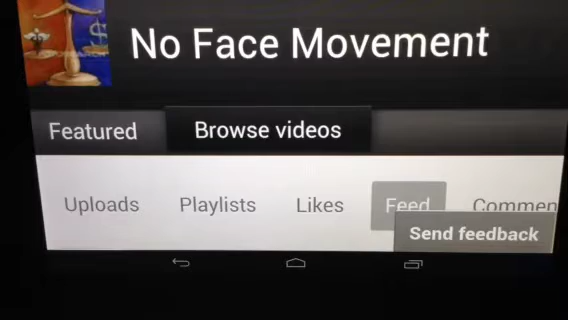 No Face Movement
Featured Browse videos
Uploads Playlists Likes Feed Commen
Send feedback